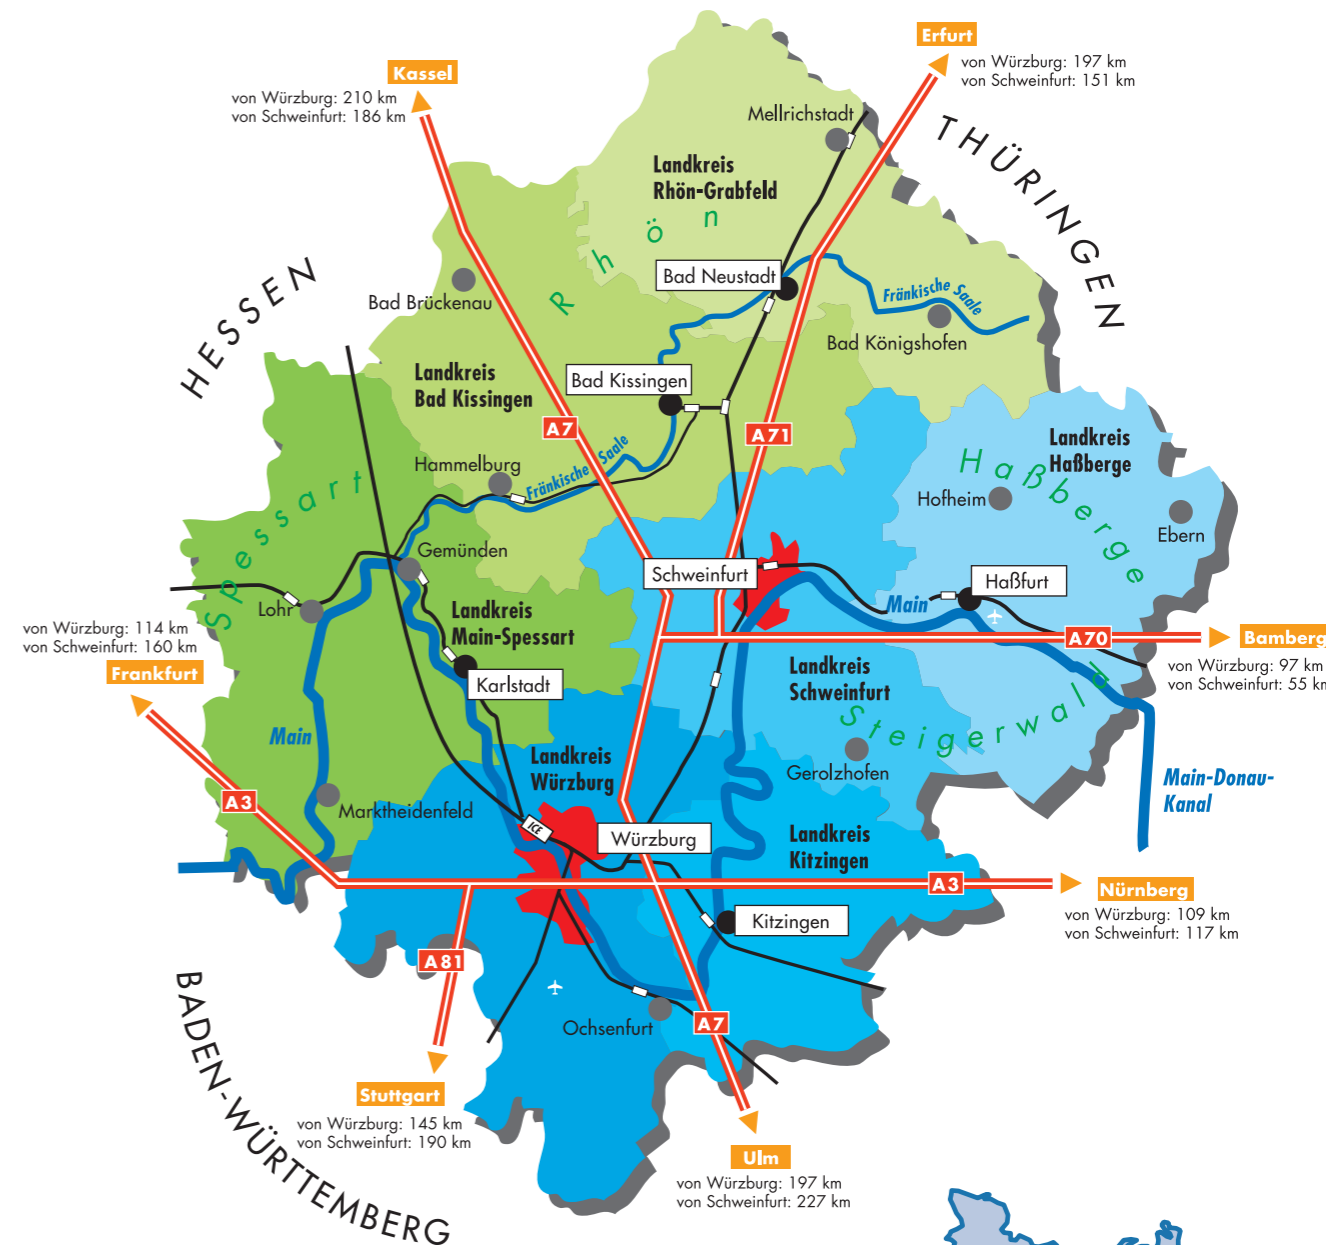 Erfurt
von Würzburg: 197 km
von Schweinfurt: 151 km
Kassel
von Würzburg: 210 km
von Schweinfurt: 186 km
Mellrichstadt
THÜRINGEN
Landkreis
Rhön-Grabfeld
Rhön
HESSEN
Bad Neustadt
Bad Brückenau
Fränkische Saale
Bad Königshofen
Landkreis
Bad Kissingen
Bad Kissingen
A7
A71
Landkreis
Haßberge
Haßberge
Hammelburg
Fränkische Saale
Hofheim
Ebern
Spessart
Gemünden
Schweinfurt
Haßfurt
Lohr
Main
Landkreis
Main-Spessart
von Würzburg: 114 km
von Schweinfurt: 160 km
Frankfurt
A70
Bamberg
von Würzburg: 97 km
von Schweinfurt: 55 km
Karlstadt
Landkreis
Schweinfurt
Steigerwald
Main
Landkreis
Würzburg
Gerolzhofen
Main-Donau-
Kanal
A3
Marktheidenfeld
ICE
Würzburg
Landkreis
Kitzingen
A3
Nürnberg
von Würzburg: 109 km
von Schweinfurt: 117 km
Kitzingen
A81
BADEN-WÜRTTEMBERG
Ochsenfurt
A7
Stuttgart
von Würzburg: 145 km
von Schweinfurt: 190 km
Ulm
von Würzburg: 197 km
von Schweinfurt: 227 km